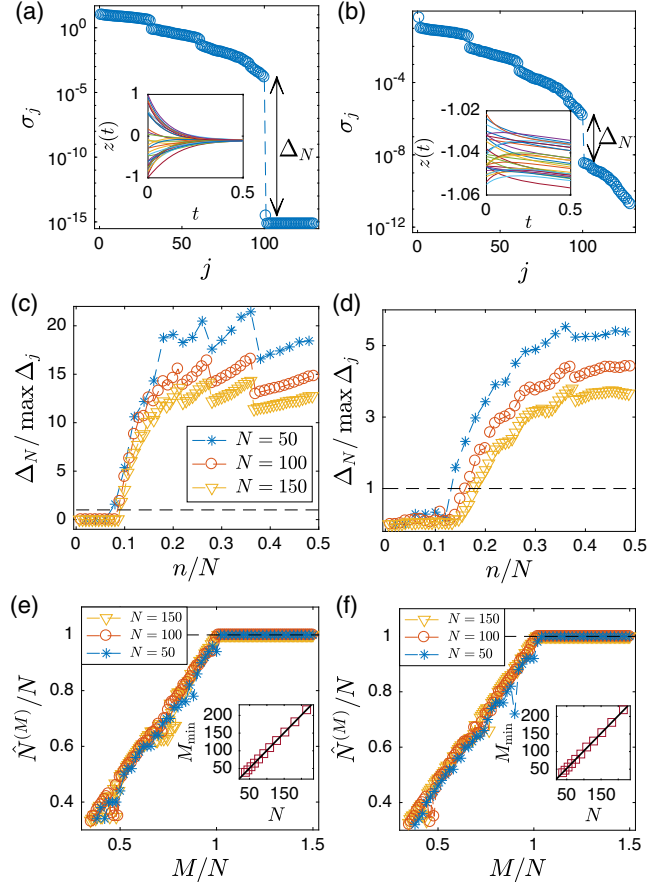 (a)
10^0
10^-5
10^-10
10^-15
σ_j
Δ_N
1
0
-1
z(t)
0
0.5
t
0
50
100
j
(b)
10^-4
10^-8
10^-12
σ_j
Δ_N
-1.02
-1.04
-1.06
z(t)
0
0.5
t
0
50
100
j
(c)
20
15
10
5
0
Δ_N / max Δ_j
N = 50
N = 100
N = 150
0
0.1
0.2
0.3
0.4
0.5
n/N
(d)
5
3
1
Δ_N / max Δ_j
0
0.1
0.2
0.3
0.4
0.5
n/N
(e)
1
0.8
0.6
0.4
N̂^(M)/N
N = 150
N = 100
N = 50
200
150
100
50
M_min
50
150
N
0.5
1
1.5
M/N
(f)
1
0.8
0.6
0.4
N̂^(M)/N
N = 150
N = 100
N = 50
200
150
100
50
M_min
50
150
N
0.5
1
1.5
M/N